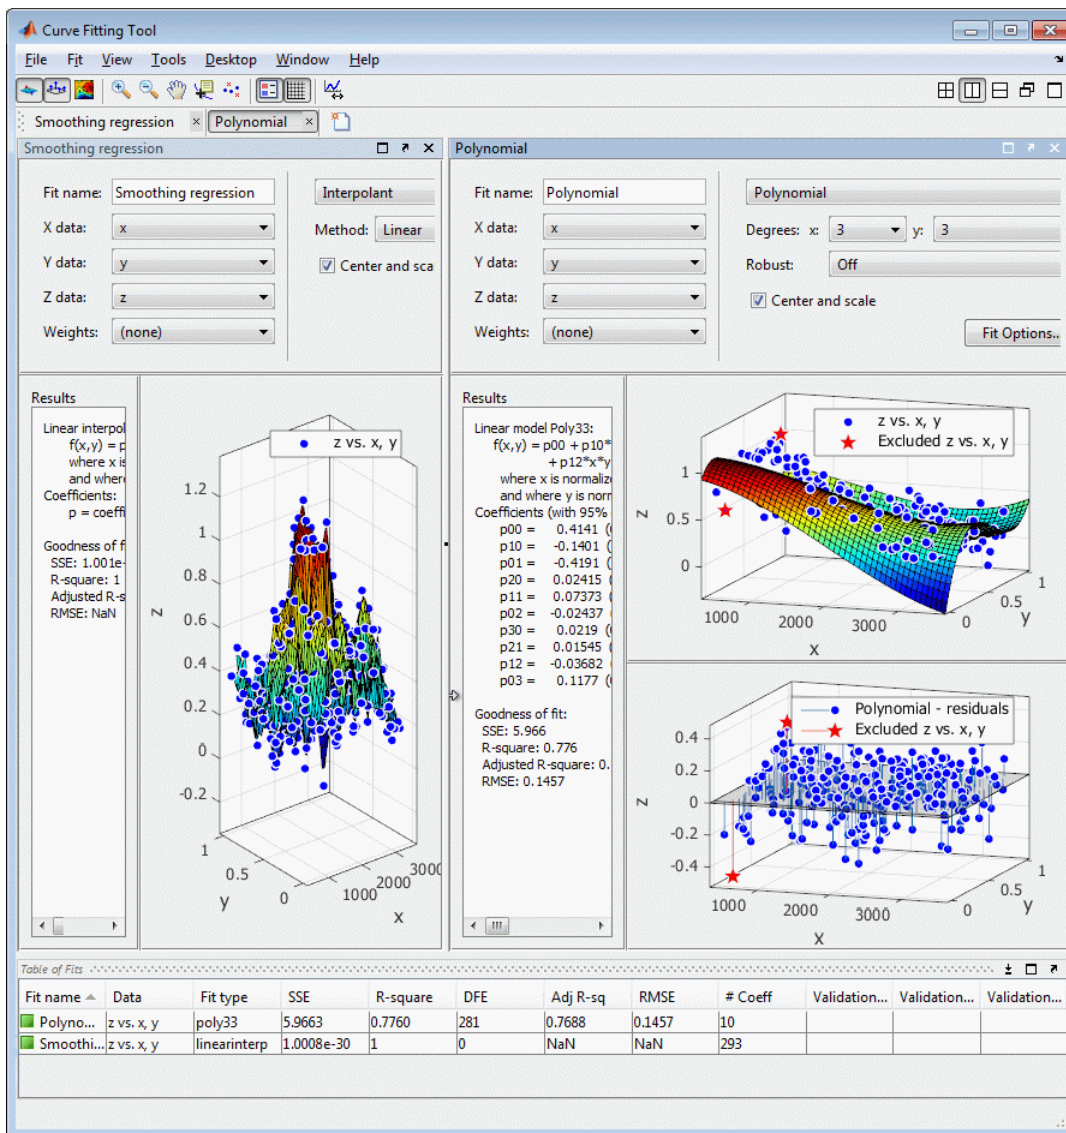 Curve Fitting Tool
File Fit View Tools Desktop Window Help
Smoothing regression × Polynomial ×
Smoothing regression
Fit name: Smoothing regression
X data: x
Y data: y
Z data: z
Weights: (none)
Interpolant
Method: Linear
Center and sca
Results
Linear interpol
f(x,y) = p
where x is
and where
Coefficients:
p = coeffi
Goodness of fi
SSE: 1.001e-
R-square: 1
Adjusted R-s
RMSE: NaN
z vs. x, y
1.2
1
0.8
0.6
0.4
0.2
0
-0.2
z
1
0.5
0
y
1000
2000
3000
x
Polynomial
Fit name: Polynomial
X data: x
Y data: y
Z data: z
Weights: (none)
Polynomial
Degrees: x: 3 y: 3
Robust: Off
Center and scale
Fit Options..
Results
Linear model Poly33:
f(x,y) = p00 + p10*
+ p12*x*y
where x is normalize
and where y is norm
Coefficients (with 95%
p00 = 0.4141 (
p10 = -0.1401 (
p01 = -0.4191 (
p20 = 0.02415 (
p11 = 0.07373 (
p02 = -0.02437 (
p30 = 0.0219 (
p21 = 0.01545 (
p12 = -0.03682 (
p03 = 0.1177 (
Goodness of fit:
SSE: 5.966
R-square: 0.776
Adjusted R-square: 0.
RMSE: 0.1457
z vs. x, y
Excluded z vs. x, y
1
0.5
0
z
1000
2000
3000
x
0
0.5
1
y
Polynomial - residuals
Excluded z vs. x, y
0.4
0.2
0
-0.2
-0.4
z
1000
2000
3000
x
0
0.5
1
y
Table of Fits
Fit name Data Fit type SSE R-square DFE Adj R-sq RMSE # Coeff Validation... Validation... Validation...
Polyno... z vs. x, y poly33 5.9663 0.7760 281 0.7688 0.1457 10
Smoothi... z vs. x, y linearinterp 1.0008e-30 1 0 NaN NaN 293